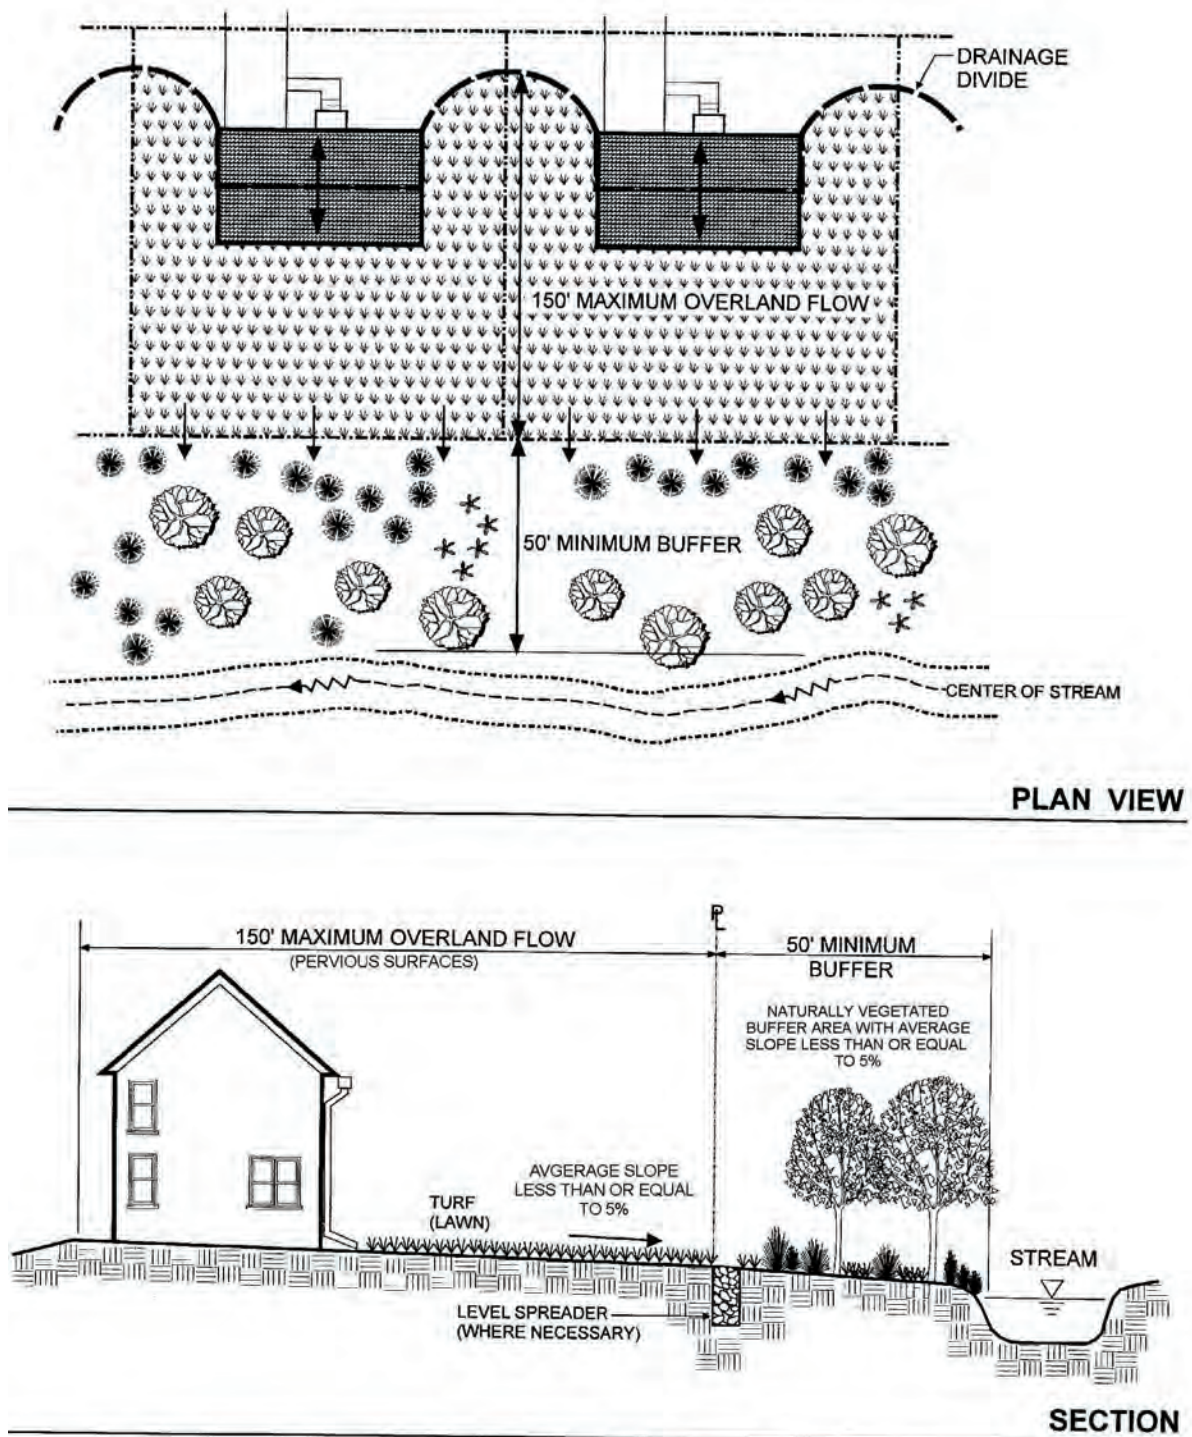 DRAINAGE
DIVIDE
150' MAXIMUM OVERLAND FLOW
50' MINIMUM BUFFER
CENTER OF STREAM
PLAN VIEW
PL
150' MAXIMUM OVERLAND FLOW
(PERVIOUS SURFACES)
50' MINIMUM
BUFFER
NATURALLY VEGETATED
BUFFER AREA WITH AVERAGE
SLOPE LESS THAN OR EQUAL
TO 5%
AVGERAGE SLOPE
LESS THAN OR EQUAL
TO 5%
TURF
(LAWN)
STREAM
LEVEL SPREADER
(WHERE NECESSARY)
SECTION